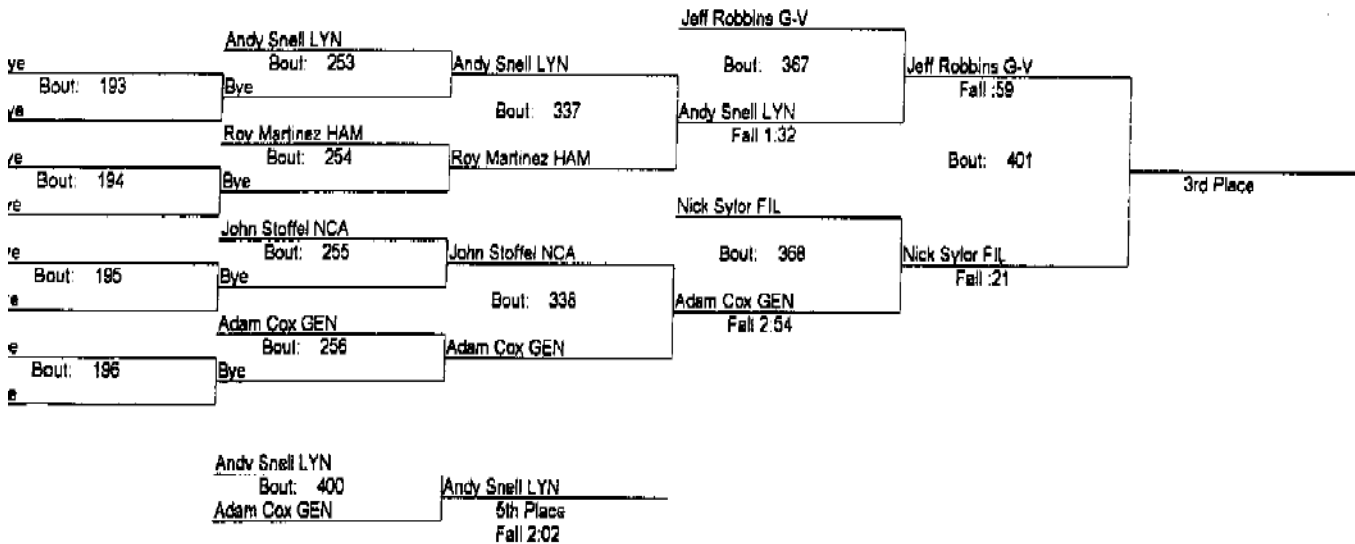 Jeff Robbins G-V
Andy Snell LYN
Bout: 253
Bye
Andy Snell LYN
Bout: 367
Jeff Robbins G-V
Fall :59
ye
Bout: 193
ye
Bout: 337
Andy Snell LYN
Fall 1:32
Roy Martinez HAM
Bout: 254
Bye
Roy Martinez HAM
ye
Bout: 194
ye
Bout: 401
3rd Place
John Stoffel NCA
Bout: 255
Bye
John Stoffel NCA
Nick Sylor FIL
Bout: 368
Nick Sylor FIL
Fall :21
ye
Bout: 195
e
Bout: 338
Adam Cox GEN
Fall 2:54
Adam Cox GEN
Bout: 256
Bye
Adam Cox GEN
e
Bout: 196
e
Andy Snell LYN
Bout: 400
Adam Cox GEN
Andy Snell LYN
5th Place
Fall 2:02